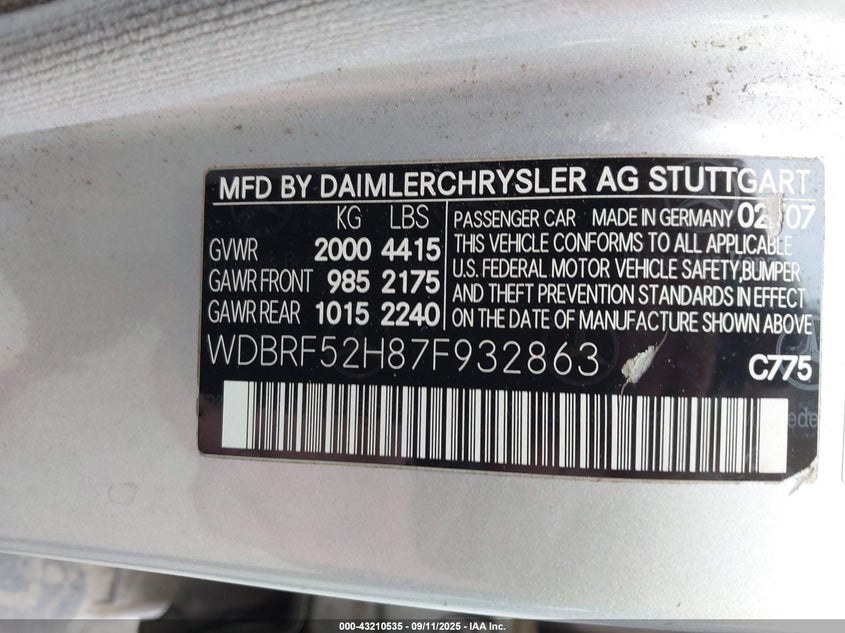 MFD BY DAIMLERCHRYSLER AG STUTTGART
KG LBS
GVWR 2000 4415
GAWR FRONT 985 2175
GAWR REAR 1015 2240
PASSENGER CAR MADE IN GERMANY 02/07
THIS VEHICLE CONFORMS TO ALL APPLICABLE
U.S. FEDERAL MOTOR VEHICLE SAFETY,BUMPER
AND THEFT PREVENTION STANDARDS IN EFFECT
ON THE DATE OF MANUFACTURE SHOWN ABOVE
WDBRF52H87F932863
C775
000-43210535 - 09/11/2025 - IAA Inc.